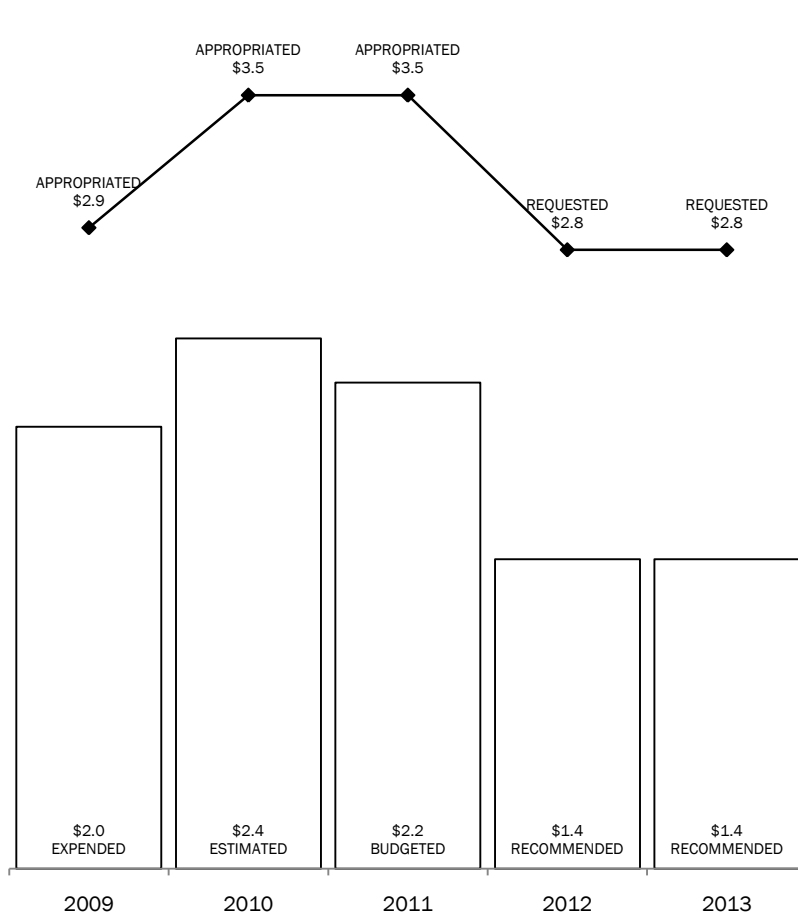 APPROPRIATED APPROPRIATED
$3.5 $3.5
APPROPRIATED
$2.9
REQUESTED REQUESTED
$2.8 $2.8
$2.0 $2.4 $2.2 $1.4 $1.4
EXPENDED ESTIMATED BUDGETED RECOMMENDED RECOMMENDED
2009 2010 2011 2012 2013